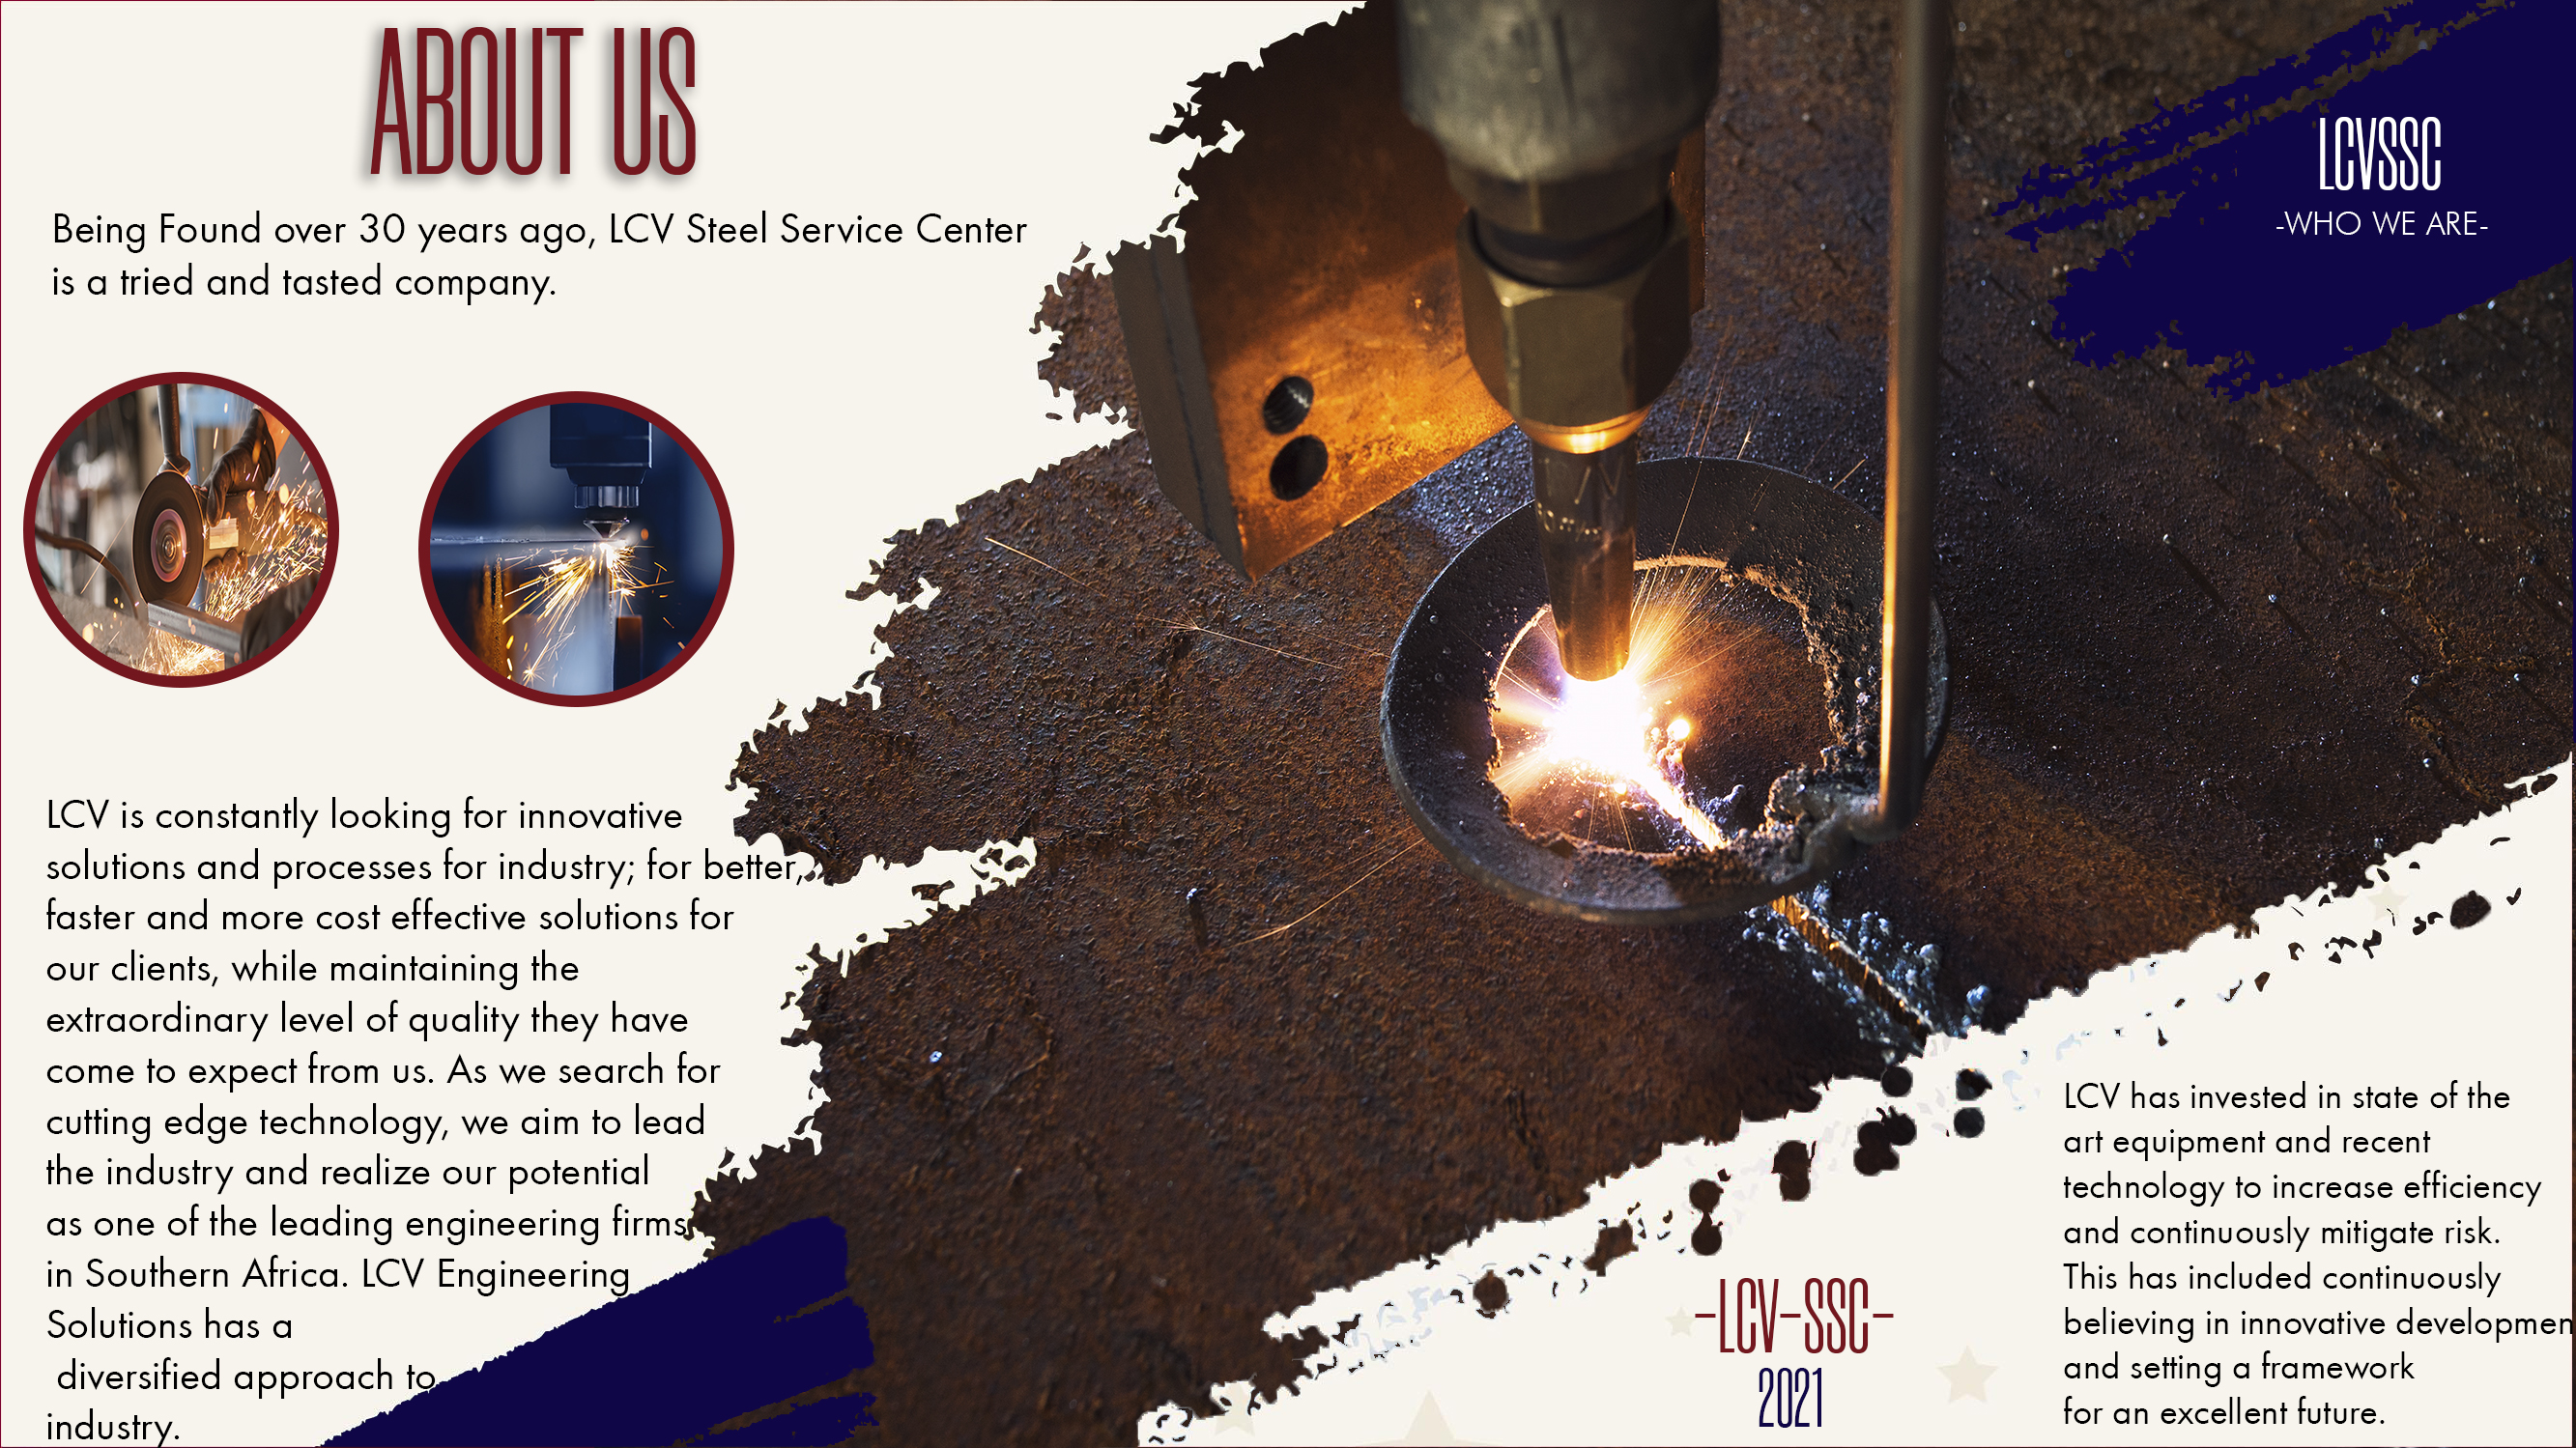 ABOUT US
Being Found over 30 years ago, LCV Steel Service Center
is a tried and tasted company.
LCVSSC
-WHO WE ARE-
LCV is constantly looking for innovative
solutions and processes for industry; for better,
faster and more cost effective solutions for
our clients, while maintaining the
extraordinary level of quality they have
come to expect from us. As we search for
cutting edge technology, we aim to lead
the industry and realize our potential
as one of the leading engineering firms
in Southern Africa. LCV Engineering
Solutions has a
diversified approach to
industry.
-LCV-SSC-
2021
LCV has invested in state of the
art equipment and recent
technology to increase efficiency
and continuously mitigate risk.
This has included continuously
believing in innovative developmen
and setting a framework
for an excellent future.